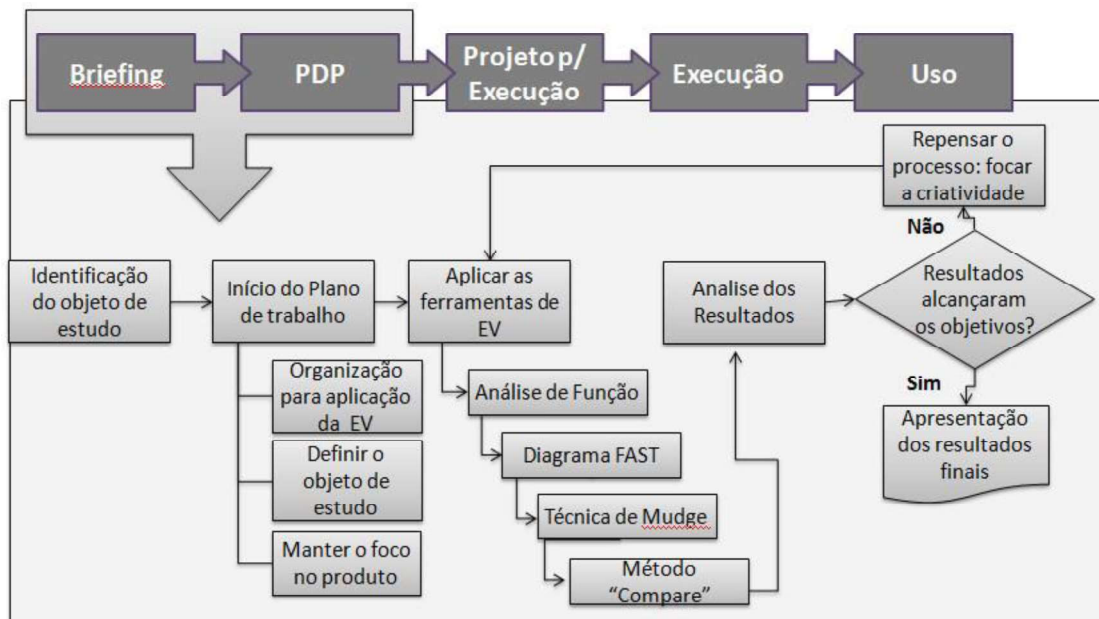 Briefing
PDP
Projeto p/
Execução
Execução
Uso
Repensar o
processo: focar
a criatividade
Não
Identificação
do objeto de
estudo
Início do Plano
de trabalho
Aplicar as
ferramentas de
EV
Analise dos
Resultados
Resultados
alcançaram
os objetivos?
Organização
para aplicação
da EV
Análise de Função
Sim
Definir o
objeto de
estudo
Diagrama FAST
Apresentação
dos resultados
finais
Técnica de Mudge
Manter o foco
no produto
Método
“Compare”